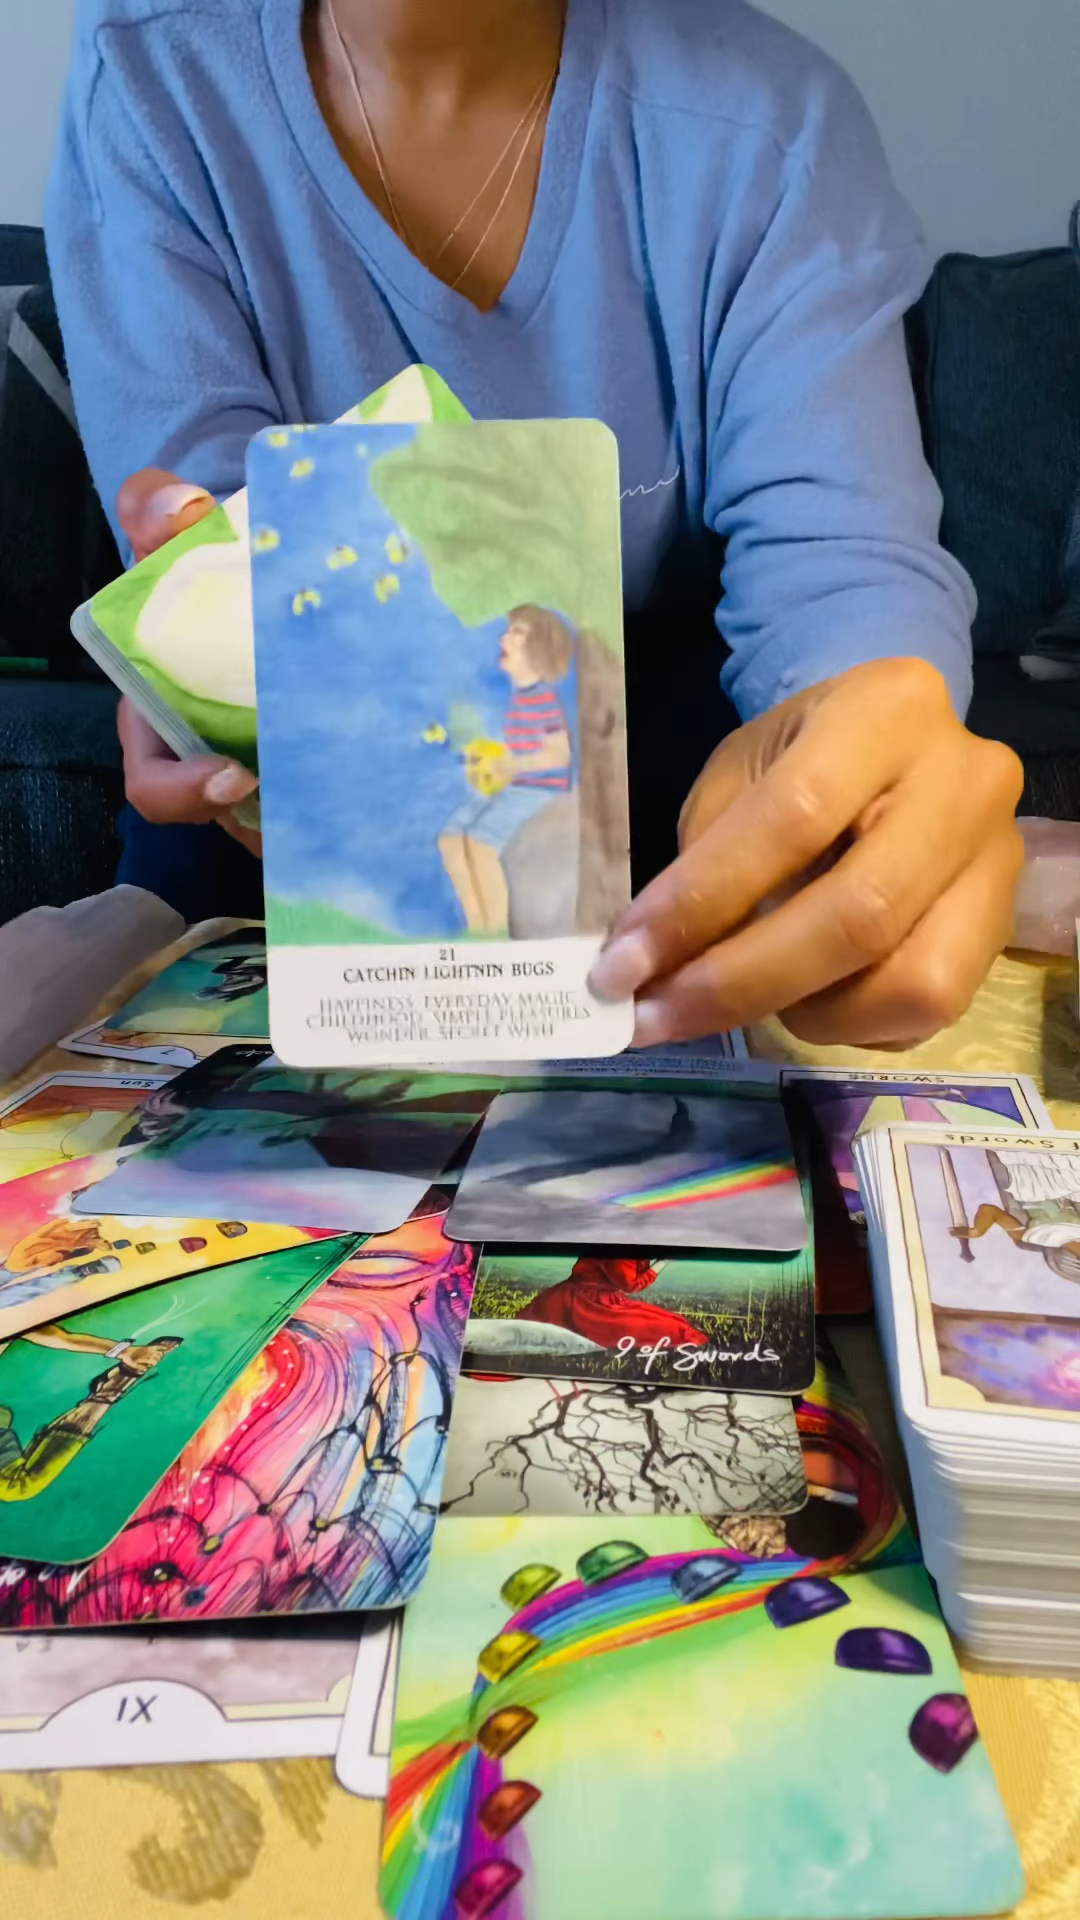 21
CATCHIN LIGHTNIN BUGS
HAPPINESS EVERYDAY MAGIC
CHILDHOOD SIMPLE PLEASURES
WONDER SECRET WISH
Sun
SWORDS
of Swords
9 of Swords
IX